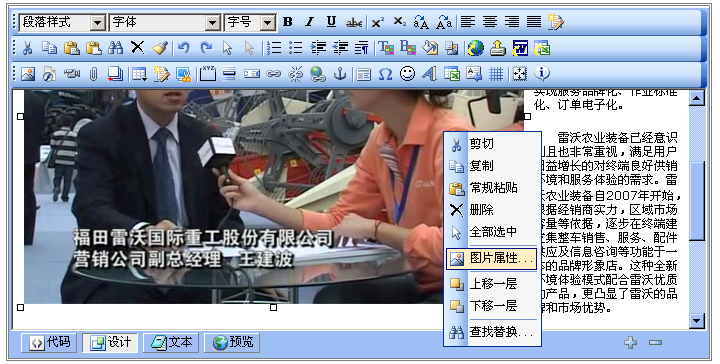 段落样式 字体 字号 B I U abc x² x₂
实现服务品牌化、作业标准
化、订单电子化。
雷沃农业装备已经意识
且也非常重视，满足用户
益增长的对终端良好供销
环境和服务体验的需求。雷
沃农业装备自2007年开始，
根据经销商实力，区域市场
容量等依据，逐步在终端建
集整车销售、服务、配件
供应及信息咨询等功能于一
的品牌形象店。这种全新
环境体验模式配合雷沃优质
产品，更凸显了雷沃的品
牌和市场优势。
福田雷沃国际重工股份有限公司
营销公司副总经理 王建波
剪切
复制
常规粘贴
删除
全部选中
图片属性...
上移一层
下移一层
查找替换...
代码 设计 文本 预览